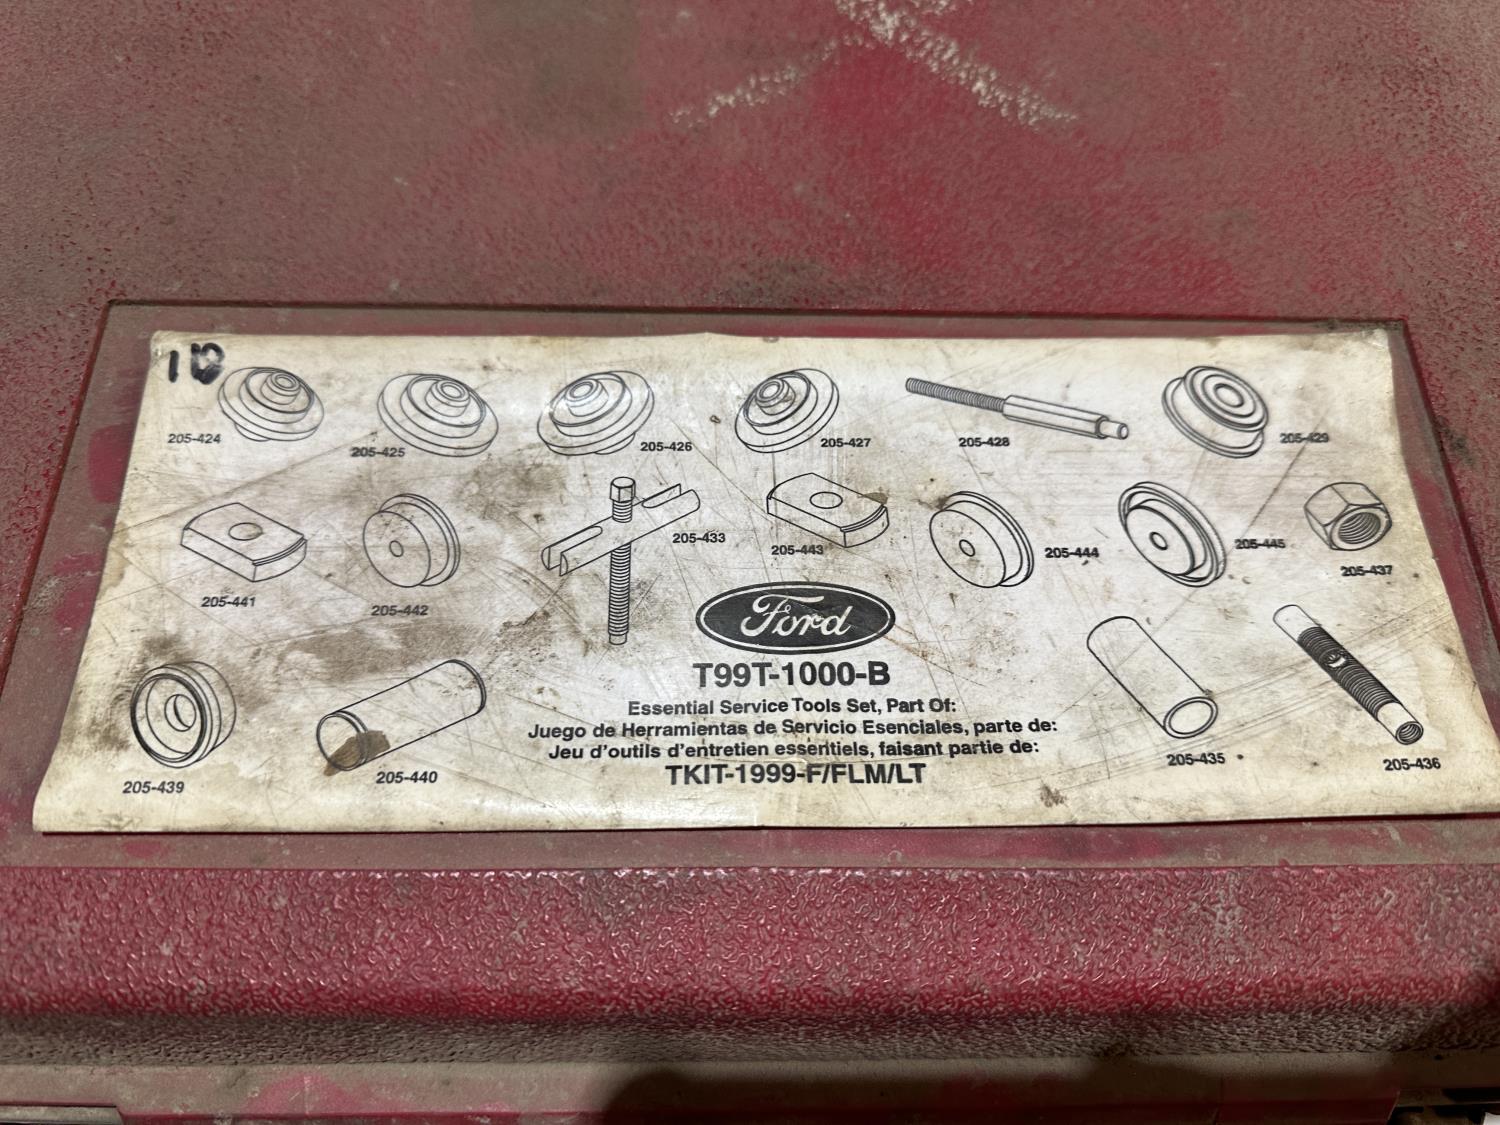 205-424
205-425
205-426
205-427
205-428
205-429
205-441
205-442
205-433
205-443
205-444
205-445
205-437
205-439
205-440
Ford
T99T-1000-B
Essential Service Tools Set, Part Of:
Juego de Herramientas de Servicio Esenciales, parte de:
Jeu d'outils d'entretien essentiels, faisant partie de:
TKIT-1999-F/FLM/LT
205-435
205-436